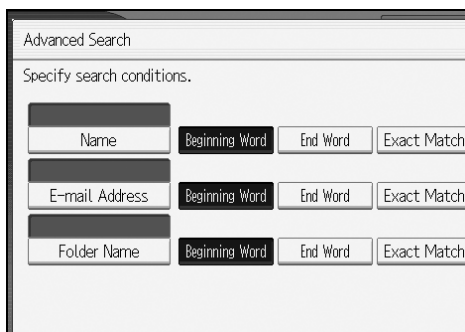 Advanced Search
Specify search conditions.
Name Beginning Word End Word Exact Match
E-mail Address Beginning Word End Word Exact Match
Folder Name Beginning Word End Word Exact Match